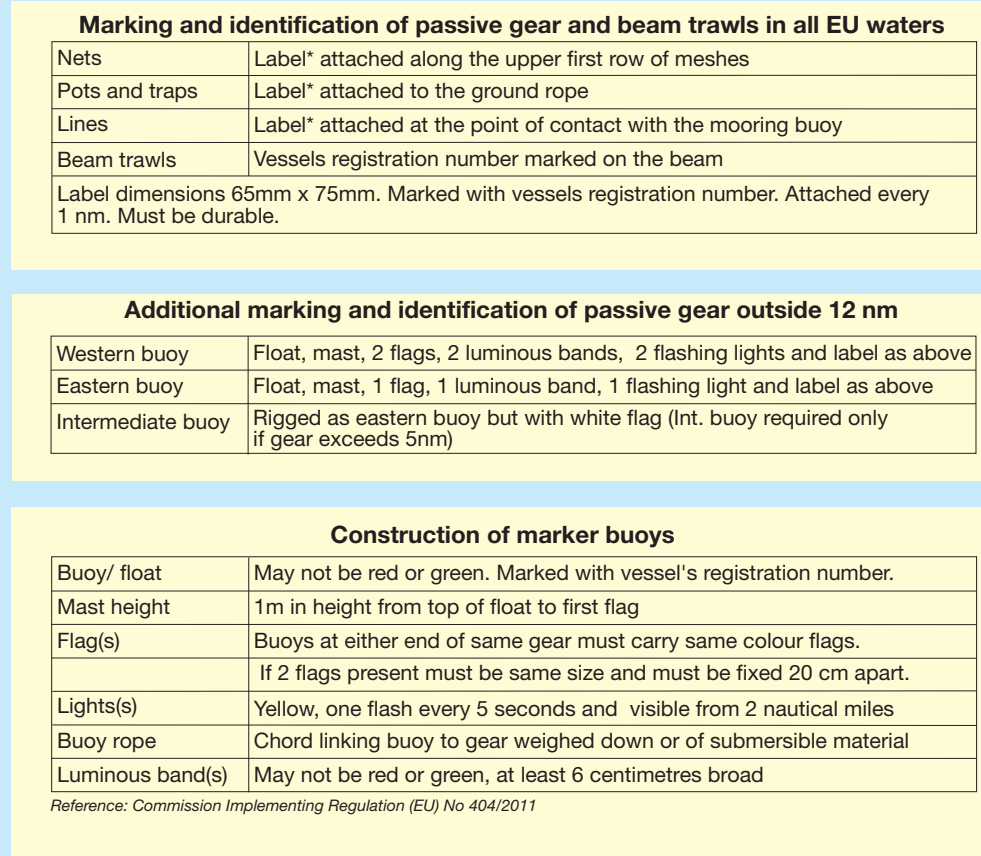 Marking and identification of passive gear and beam trawls in all EU waters
Nets Label* attached along the upper first row of meshes
Pots and traps Label* attached to the ground rope
Lines Label* attached at the point of contact with the mooring buoy
Beam trawls Vessels registration number marked on the beam
Label dimensions 65mm x 75mm. Marked with vessels registration number. Attached every
1 nm. Must be durable.
Additional marking and identification of passive gear outside 12 nm
Western buoy Float, mast, 2 flags, 2 luminous bands, 2 flashing lights and label as above
Eastern buoy Float, mast, 1 flag, 1 luminous band, 1 flashing light and label as above
Intermediate buoy Rigged as eastern buoy but with white flag (Int. buoy required only
if gear exceeds 5nm)
Construction of marker buoys
Buoy/ float May not be red or green. Marked with vessel's registration number.
Mast height 1m in height from top of float to first flag
Flag(s) Buoys at either end of same gear must carry same colour flags.
If 2 flags present must be same size and must be fixed 20 cm apart.
Lights(s) Yellow, one flash every 5 seconds and visible from 2 nautical miles
Buoy rope Chord linking buoy to gear weighed down or of submersible material
Luminous band(s) May not be red or green, at least 6 centimetres broad
Reference: Commission Implementing Regulation (EU) No 404/2011